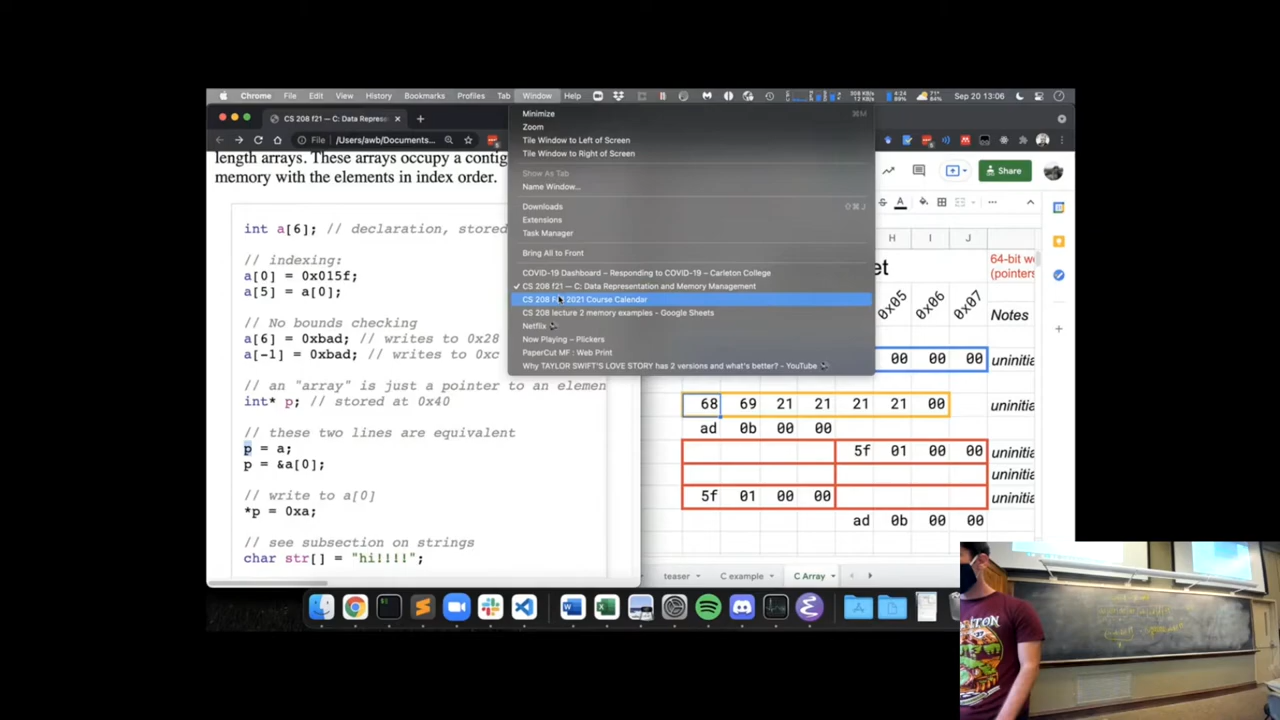 Chrome File Edit View History Bookmarks Profiles Tab Window Help
Sep 20 13:06
CS 208 f21 — C: Data Represe
File /Users/awb/Documents...
length arrays. These arrays occupy a contig
memory with the elements in index order.
int a[6]; // declaration, stored
// indexing:
a[0] = 0x015f;
a[5] = a[0];
// No bounds checking
a[6] = 0xbad; // writes to 0x28
a[-1] = 0xbad; // writes to 0xc
// an "array" is just a pointer to an elemen
int* p; // stored at 0x40
// these two lines are equivalent
p = a;
p = &a[0];
// write to a[0]
*p = 0xa;
// see subsection on strings
char str[] = "hi!!!!";
Minimize ⌘M
Zoom
Tile Window to Left of Screen
Tile Window to Right of Screen
Show As Tab
Name Window...
Downloads ⇧⌘J
Extensions
Task Manager
Bring All to Front
COVID-19 Dashboard – Responding to COVID-19 – Carleton College
✓ CS 208 f21 — C: Data Representation and Memory Management
2021 Course Calendar
CS 208 lecture 2 memory examples - Google Sheets
Netflix
Now Playing – Plickers
PaperCut MF : Web Print
Why TAYLOR SWIFT'S LOVE STORY has 2 versions and what's better? - YouTube
Share
H I J
et
64-bit w
(pointers
0x05 0x06 0x07 Notes
00 00 uninitia
68 69 21 21 21 21 00 uninitia
ad 0b 00 00
5f 01 00 00 uninitia
uninitia
5f 01 00 00 uninitia
ad 0b 00 00
teaser C example C Array